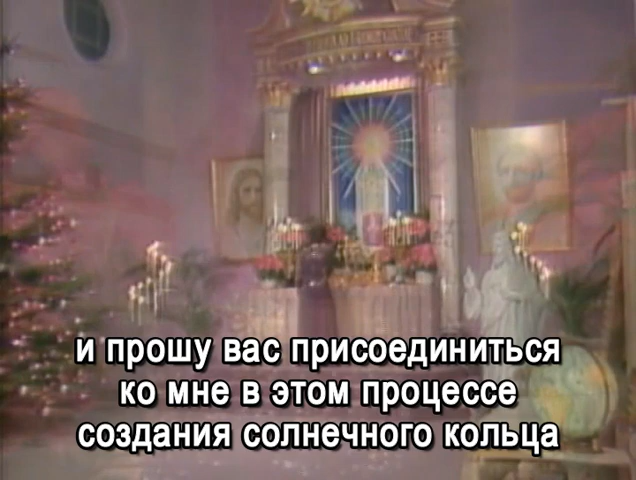 и прошу вас присоединиться
ко мне в этом процессе
создания солнечного кольца